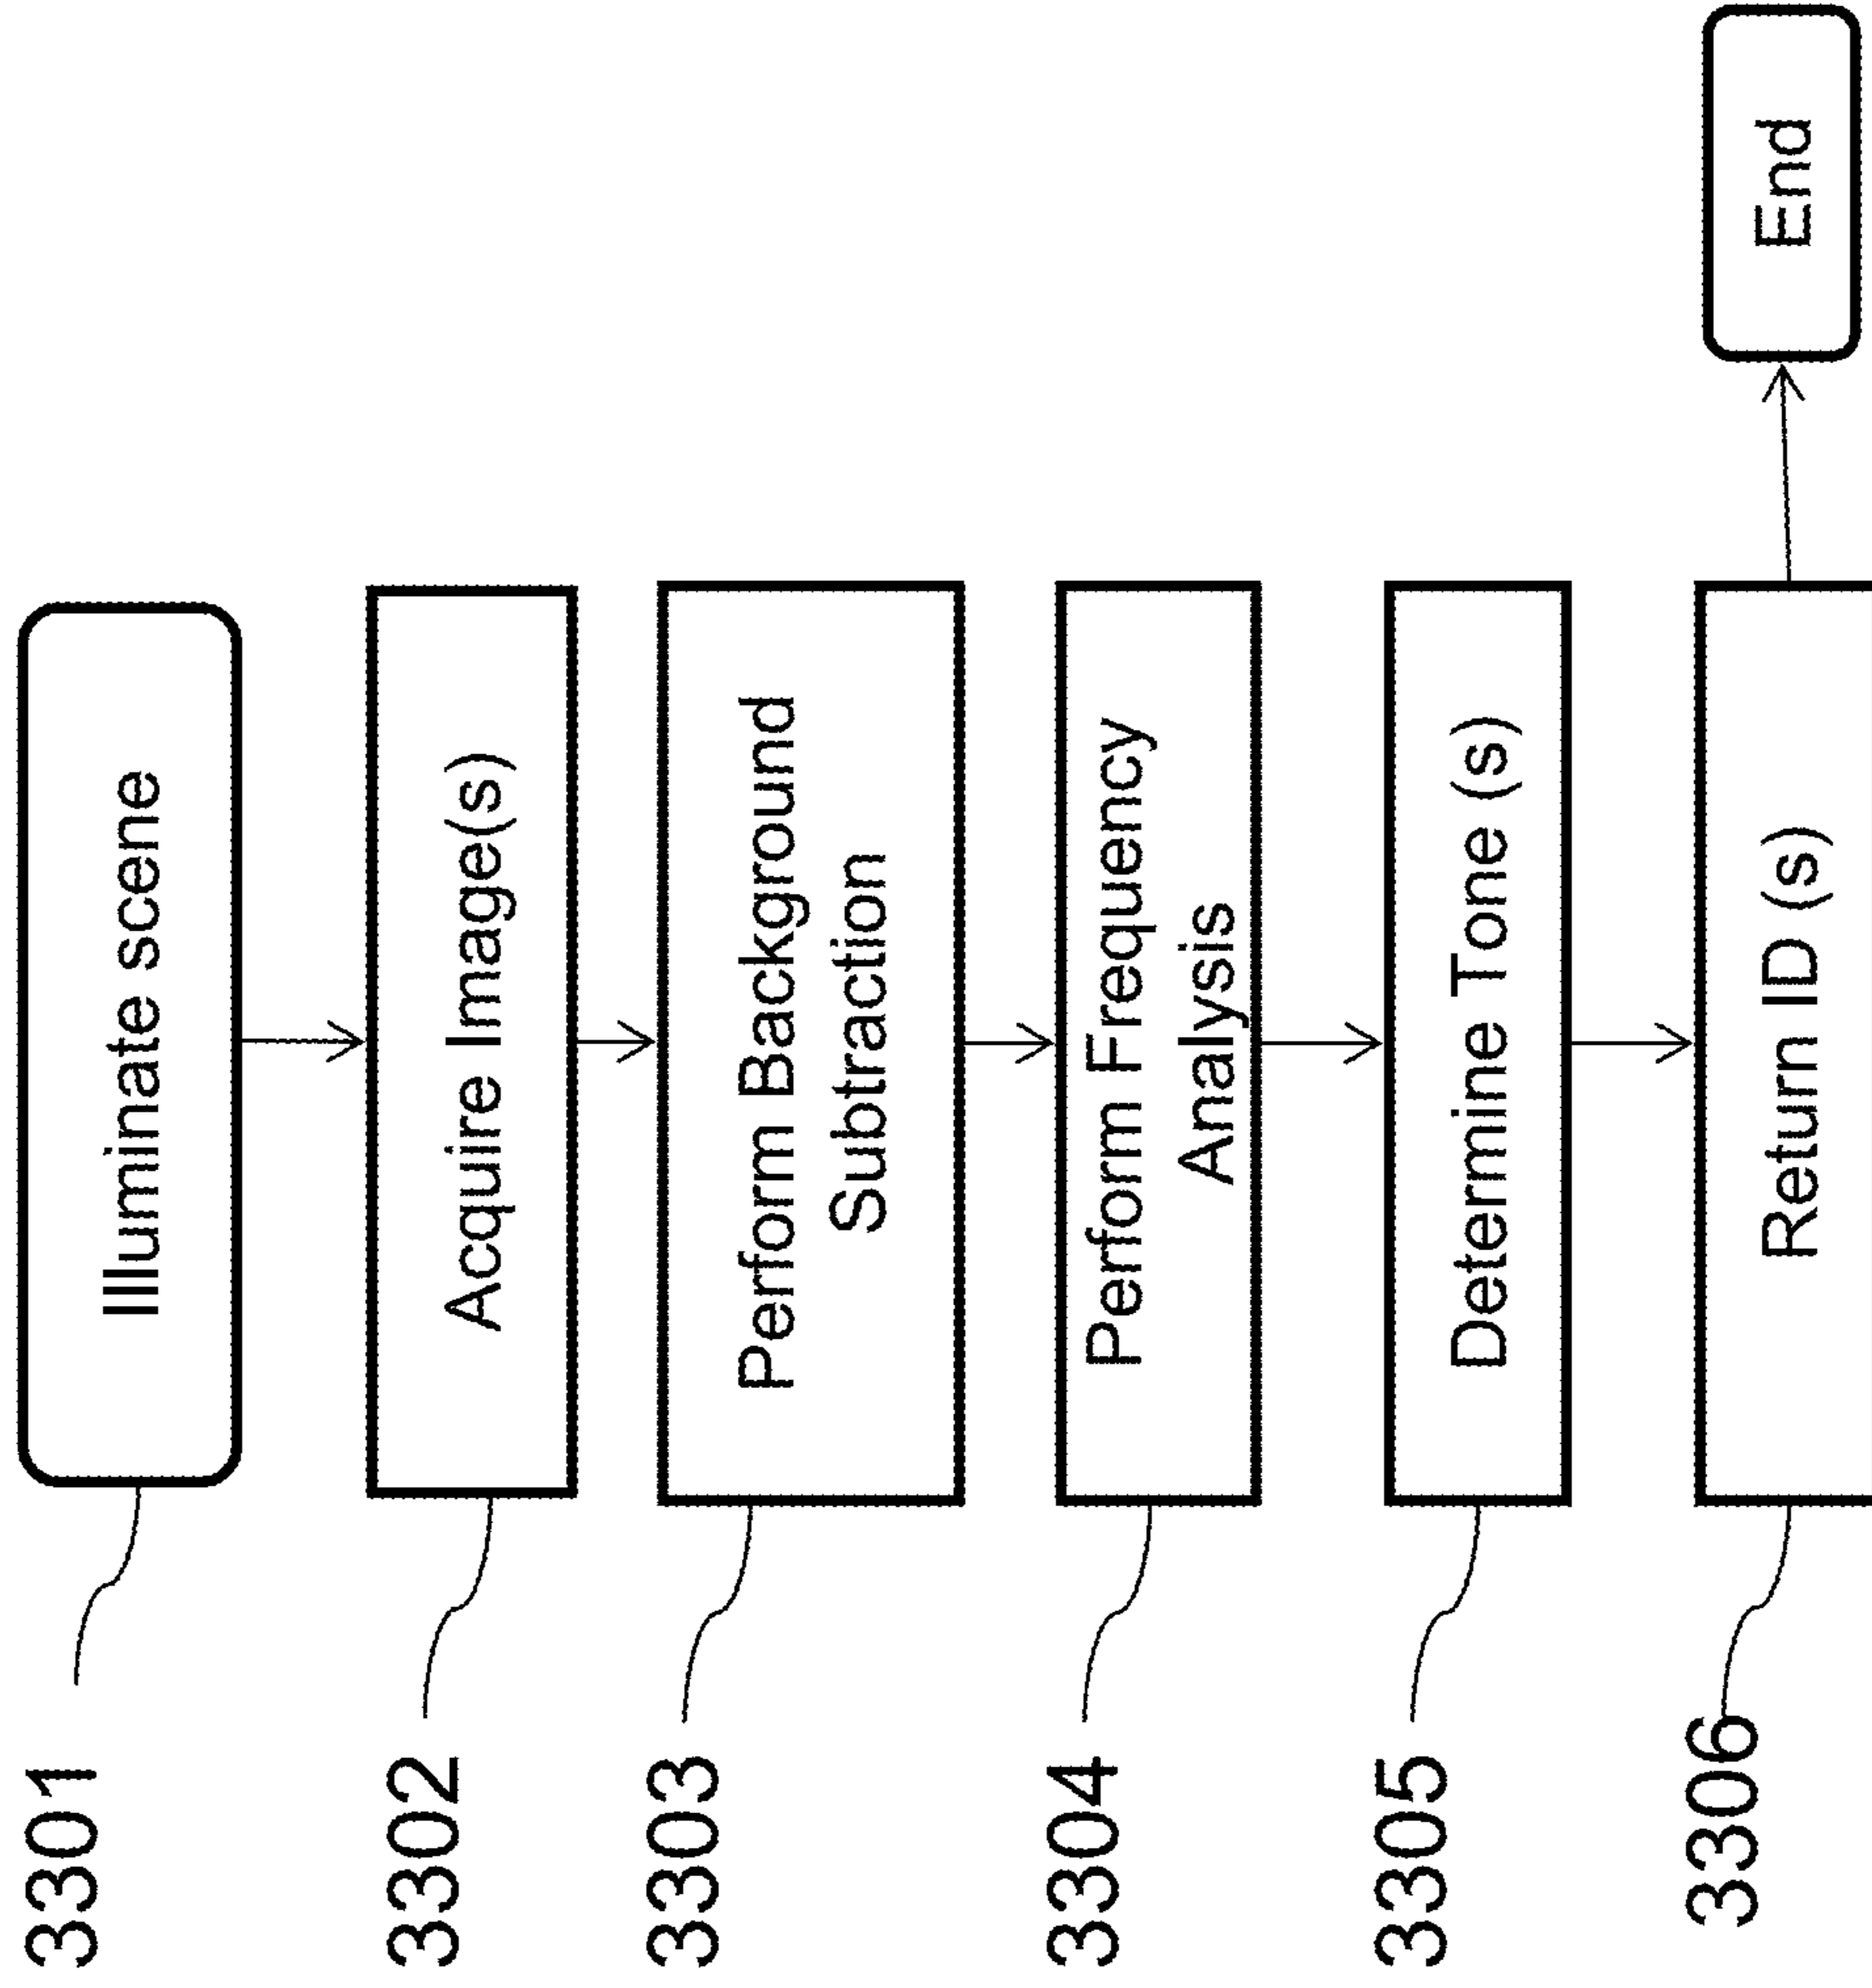 3301
Illuminate scene
3302
Acquire Image(s)
3303
Perform Background
Subtraction
3304
Perform Frequency
Analysis
3305
Determine Tone (s)
3306
Return ID (s)
End